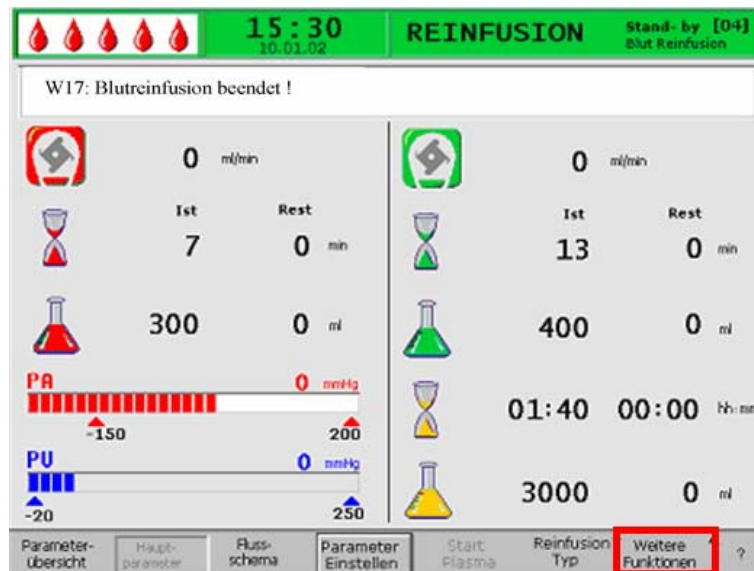 15:30 REINFUSION Stand- by [04]
10.01.02 Blut Reinfusion
W17: Blutreinfusion beendet !
0 ml/min
Ist Rest
7 0 min
300 0 ml
PA 0 mmHg
-150 200
PV 0 mmHg
-20 250
0 ml/min
Ist Rest
13 0 min
400 0 ml
01:40 00:00
3000 0 ml
Parameter-
übersicht
Haupt-
parameter
Fluss-
schema
Parameter
Einstellen
Start
Plasma
Reinfusion
Typ
Weitere
Funktionen
?